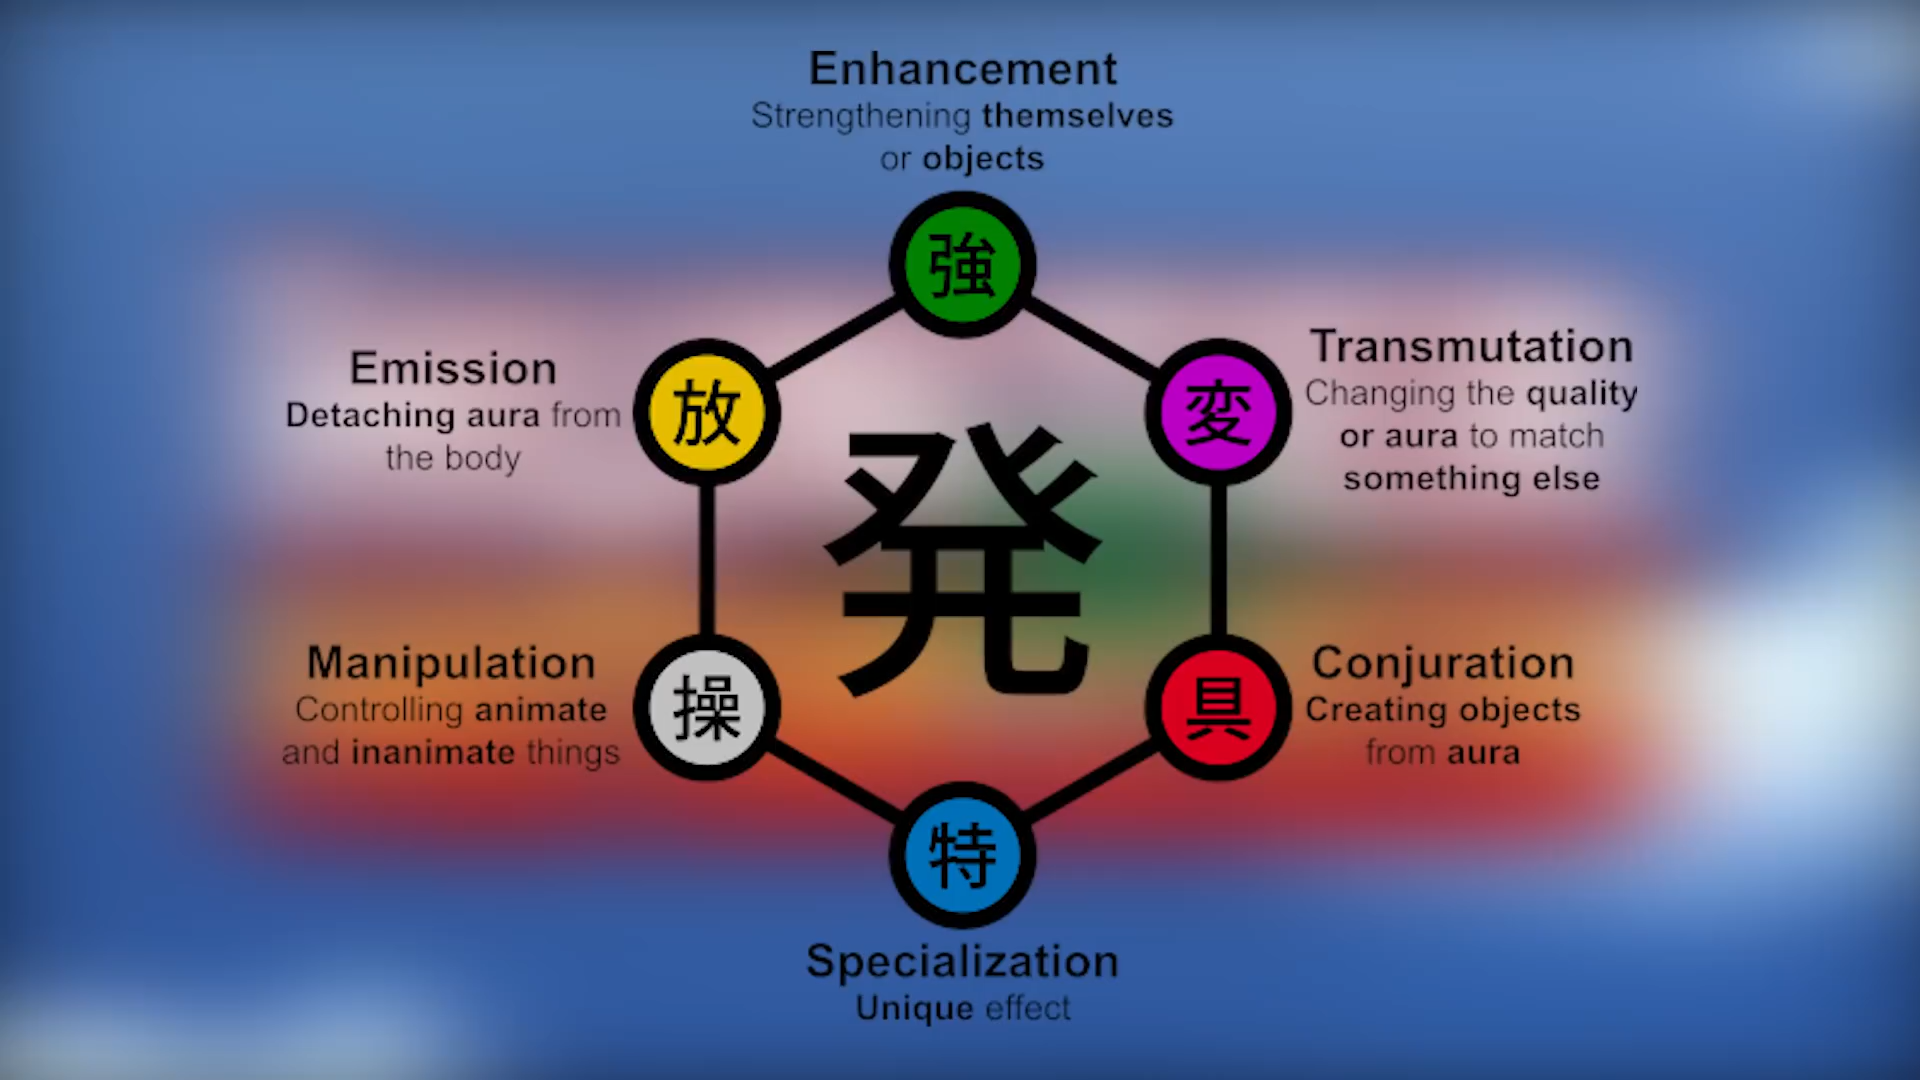 Enhancement
Strengthening themselves
or objects
強
Emission
Detaching aura from
the body
放
変
Transmutation
Changing the quality
or aura to match
something else
発
Manipulation
Controlling animate
and inanimate things
操
具
Conjuration
Creating objects
from aura
特
Specialization
Unique effect